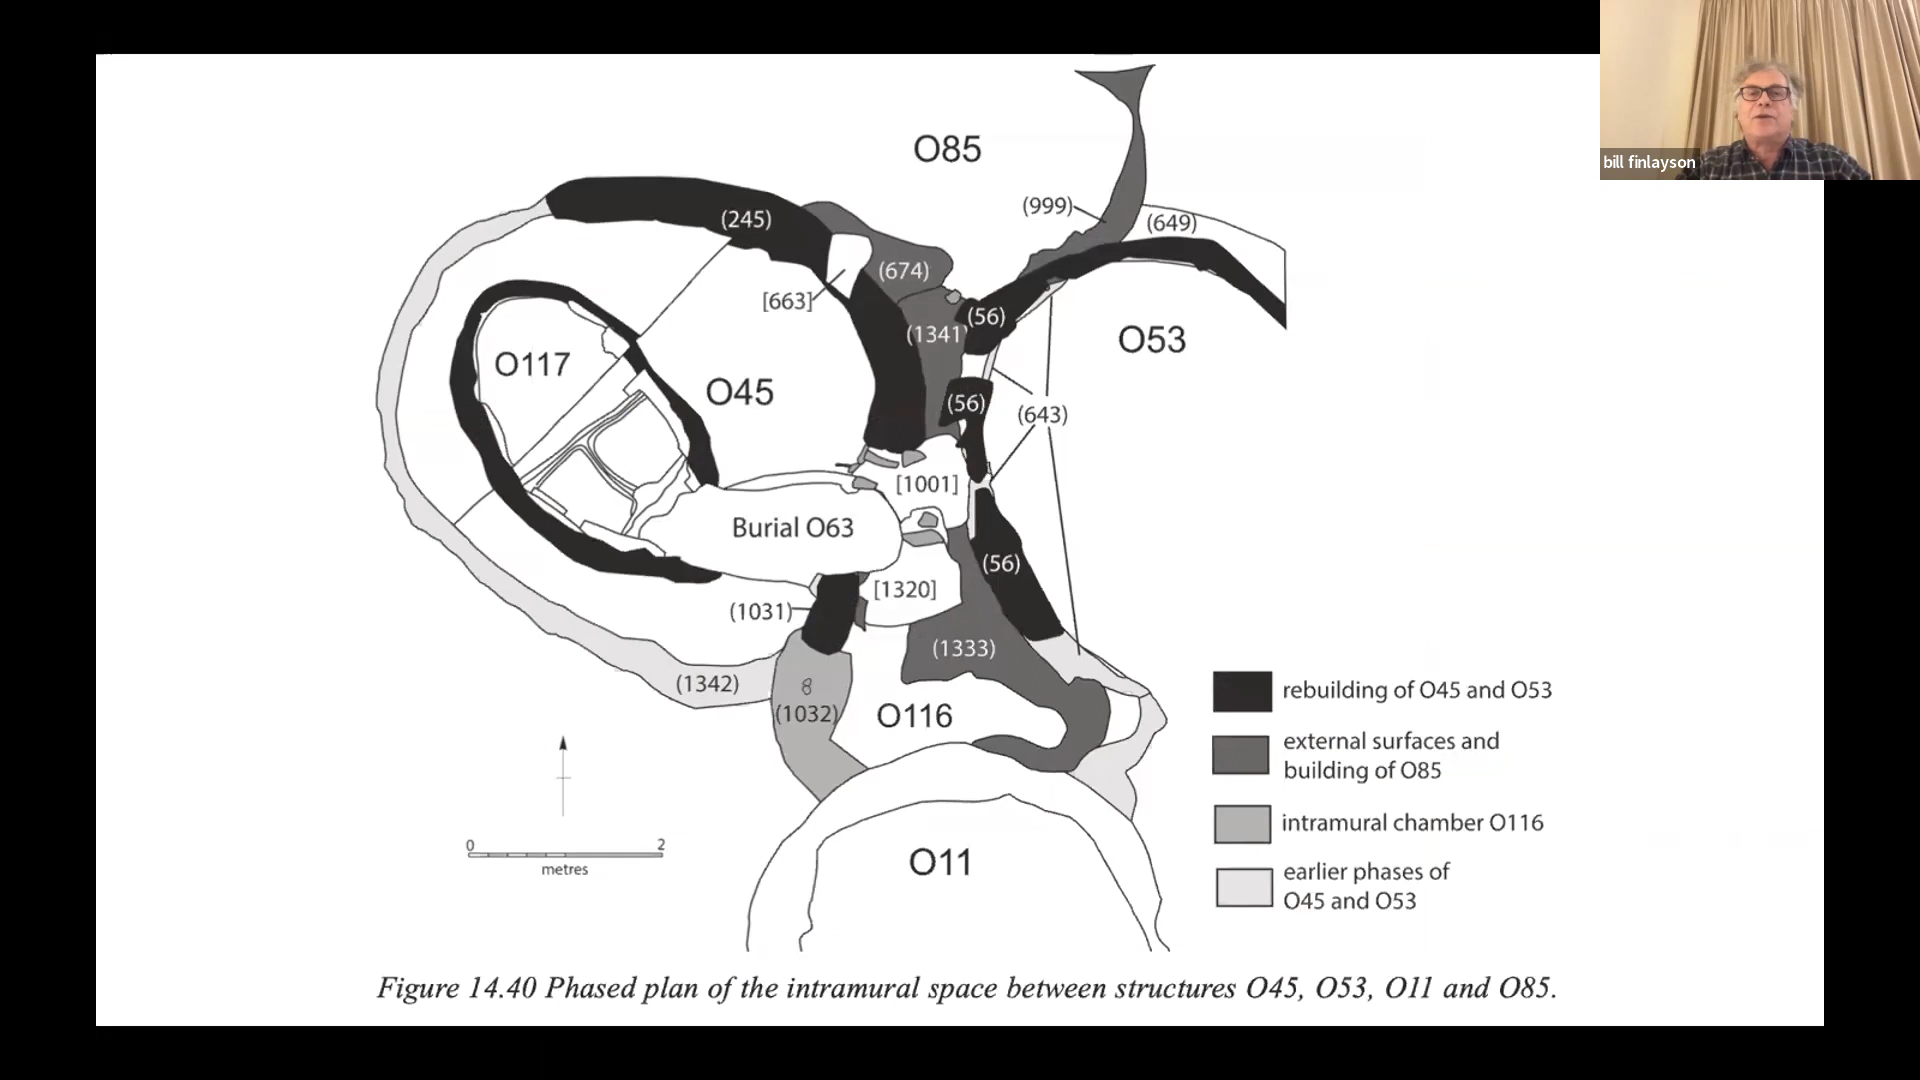 bill finlayson
O85
(999)
(649)
(245)
(674)
[663]
(1341
(56)
O53
O117
O45
(56)
(643)
[1001]
Burial O63
(56)
[1320]
(1031)
(1333)
(1342)
8
(1032)
O116
O11
rebuilding of O45 and O53
external surfaces and
building of O85
intramural chamber O116
earlier phases of
O45 and O53
0 2
metres
Figure 14.40 Phased plan of the intramural space between structures O45, O53, O11 and O85.